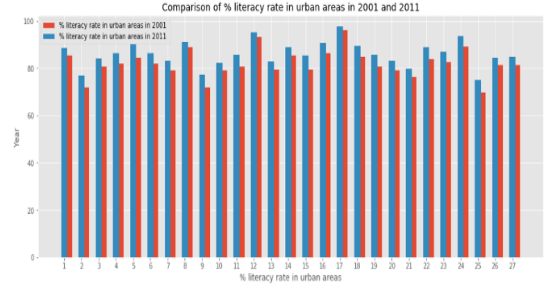 Comparison of % literacy rate in urban areas in 2001 and 2011
% literacy rate in urban areas in 2001
% literacy rate in urban areas in 2011
100
80
60
40
20
0
Year
1 2 3 4 5 6 7 8 9 10 11 12 13 14 15 16 17 18 19 20 21 22 23 24 25 26 27
% literacy rate in urban areas